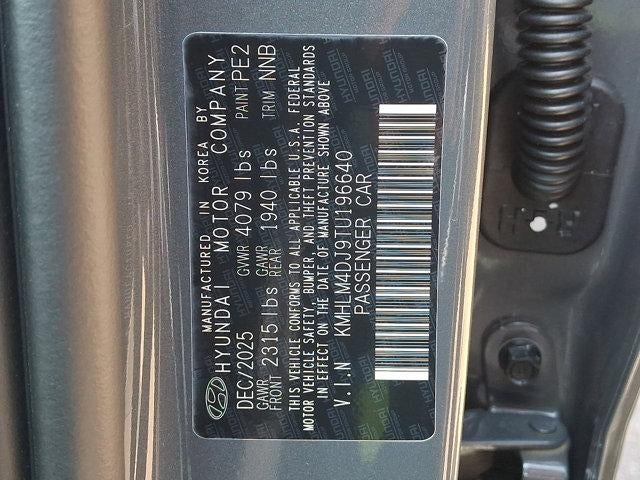 MANUFACTURED IN KOREA BY
HYUNDAI MOTOR COMPANY
DEC/2025 GVWR 4079 lbs PAINT PE2
GAWR FRONT 2315 lbs GAWR REAR 1940 lbs TRIM NNB
THIS VEHICLE CONFORMS TO ALL APPLICABLE U.S.A. FEDERAL
MOTOR VEHICLE SAFETY, BUMPER, AND THEFT PREVENTION STANDARDS
IN EFFECT ON THE DATE OF MANUFACTURE SHOWN ABOVE
V.I.N KMHLM4DJ9TU196640
PASSENGER CAR